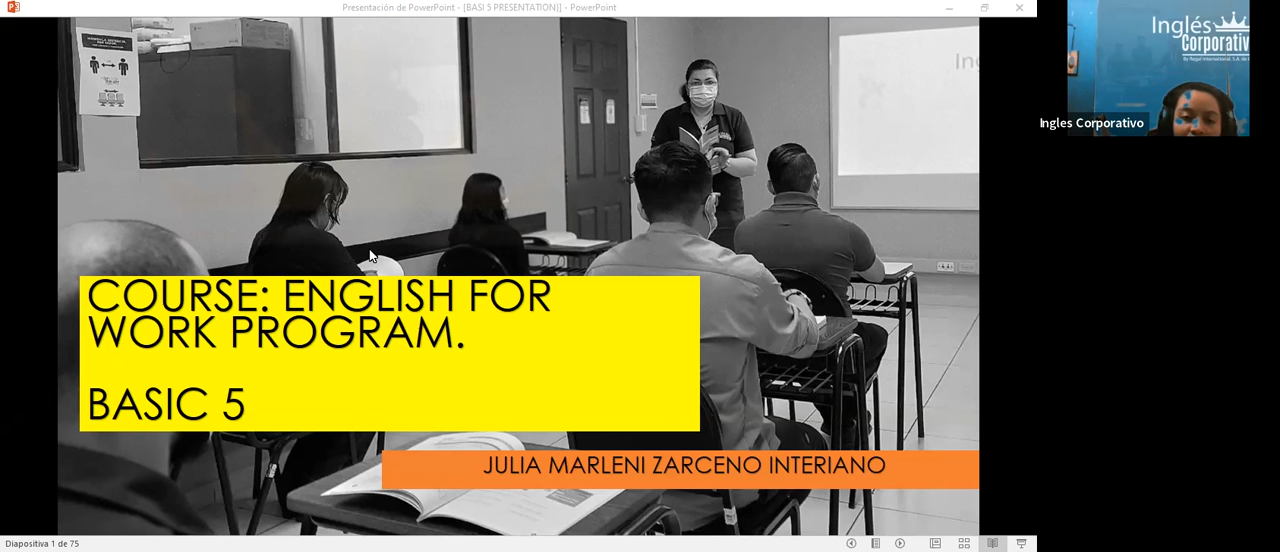 Presentación de PowerPoint - [BASI 5 PRESENTATION)] - PowerPoint
COURSE: ENGLISH FOR
WORK PROGRAM.
BASIC 5
JULIA MARLENI ZARCENO INTERIANO
Inglés
Corporativ
Ingles Corporativo
Diapositiva 1 de 75